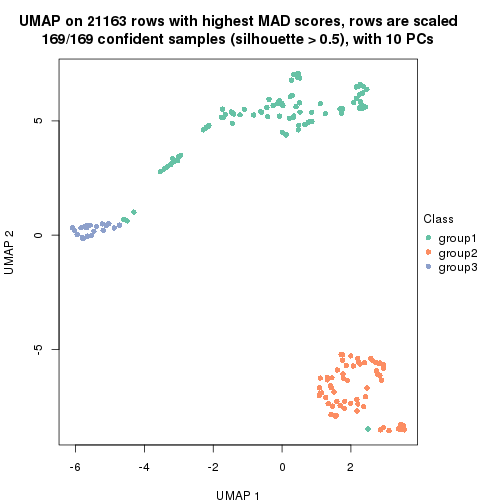 UMAP on 21163 rows with highest MAD scores, rows are scaled
169/169 confident samples (silhouette > 0.5), with 10 PCs
5
0
-5
UMAP 2
-6
-4
-2
0
2
UMAP 1
Class
group1
group2
group3